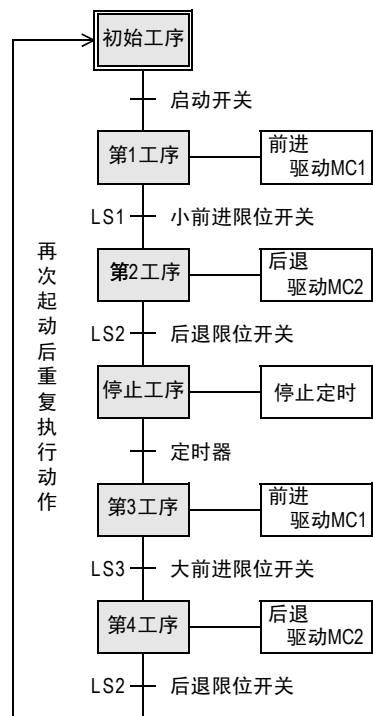 初始工序
启动开关
第1工序
前进
驱动MC1
LS1
小前进限位开关
第2工序
后退
驱动MC2
LS2
后退限位开关
停止工序
停止定时
定时器
第3工序
前进
驱动MC1
LS3
大前进限位开关
第4工序
后退
驱动MC2
LS2
后退限位开关
再次起动后重复执行动作